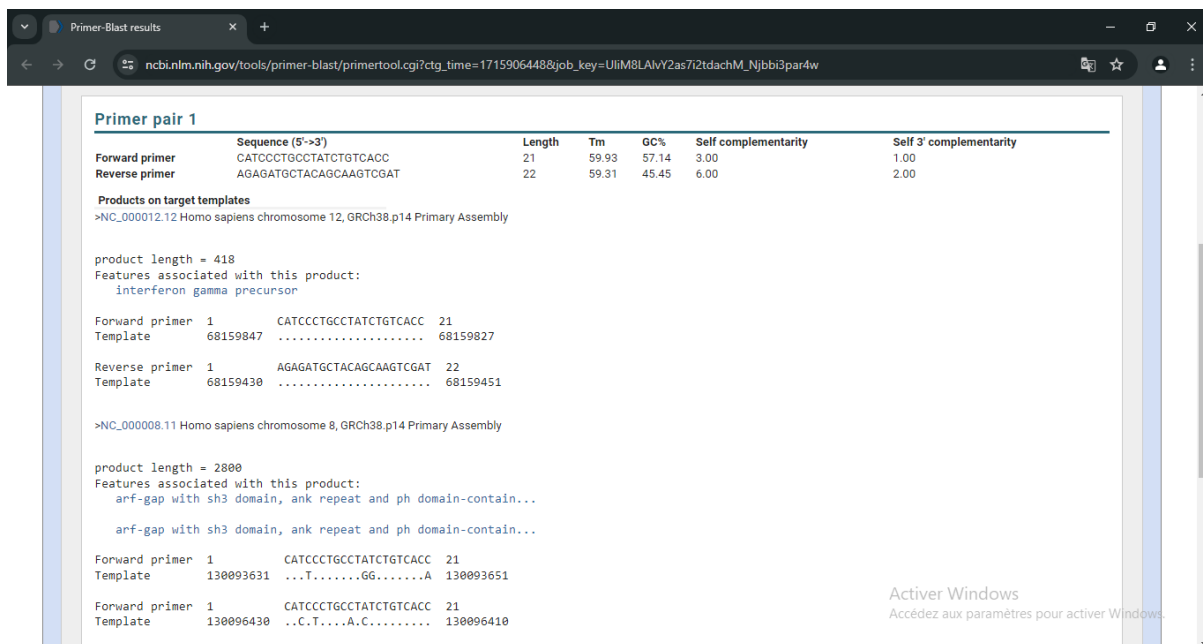 Primer-Blast results
ncbi.nlm.nih.gov/tools/primer-blast/primertool.cgi?ctg_time=1715906448&job_key=UIiM8LAlvY2as7i2tdachM_Njbbi3par4w
Primer pair 1
Sequence (5'->3') Length Tm GC% Self complementarity Self 3' complementarity
Forward primer CATCCCTGCCTATCTGTCACC 21 59.93 57.14 3.00 1.00
Reverse primer AGAGATGCTACAGCAAGTCGAT 22 59.31 45.45 6.00 2.00
Products on target templates
>NC_000012.12 Homo sapiens chromosome 12, GRCh38.p14 Primary Assembly
product length = 418
Features associated with this product:
interferon gamma precursor
Forward primer 1 CATCCCTGCCTATCTGTCACC 21
Template 68159847 ..................... 68159827
Reverse primer 1 AGAGATGCTACAGCAAGTCGAT 22
Template 68159430 ...................... 68159451
>NC_000008.11 Homo sapiens chromosome 8, GRCh38.p14 Primary Assembly
product length = 2800
Features associated with this product:
arf-gap with sh3 domain, ank repeat and ph domain-contain...
arf-gap with sh3 domain, ank repeat and ph domain-contain...
Forward primer 1 CATCCCTGCCTATCTGTCACC 21
Template 130093631 ...T.......GG.......A 130093651
Forward primer 1 CATCCCTGCCTATCTGTCACC 21
Template 130096430 ..C.T....A.C......... 130096410
Activer Windows
Accédez aux paramètres pour activer Windows.